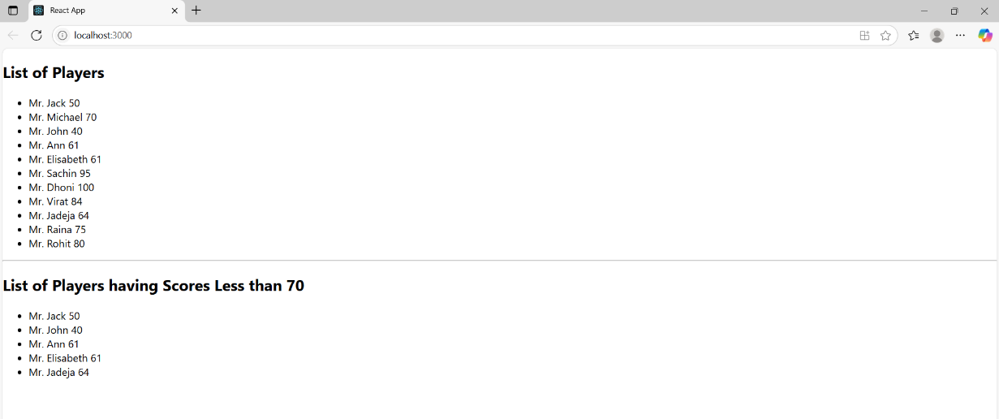 React App
localhost:3000
List of Players
Mr. Jack 50
Mr. Michael 70
Mr. John 40
Mr. Ann 61
Mr. Elisabeth 61
Mr. Sachin 95
Mr. Dhoni 100
Mr. Virat 84
Mr. Jadeja 64
Mr. Raina 75
Mr. Rohit 80
List of Players having Scores Less than 70
Mr. Jack 50
Mr. John 40
Mr. Ann 61
Mr. Elisabeth 61
Mr. Jadeja 64